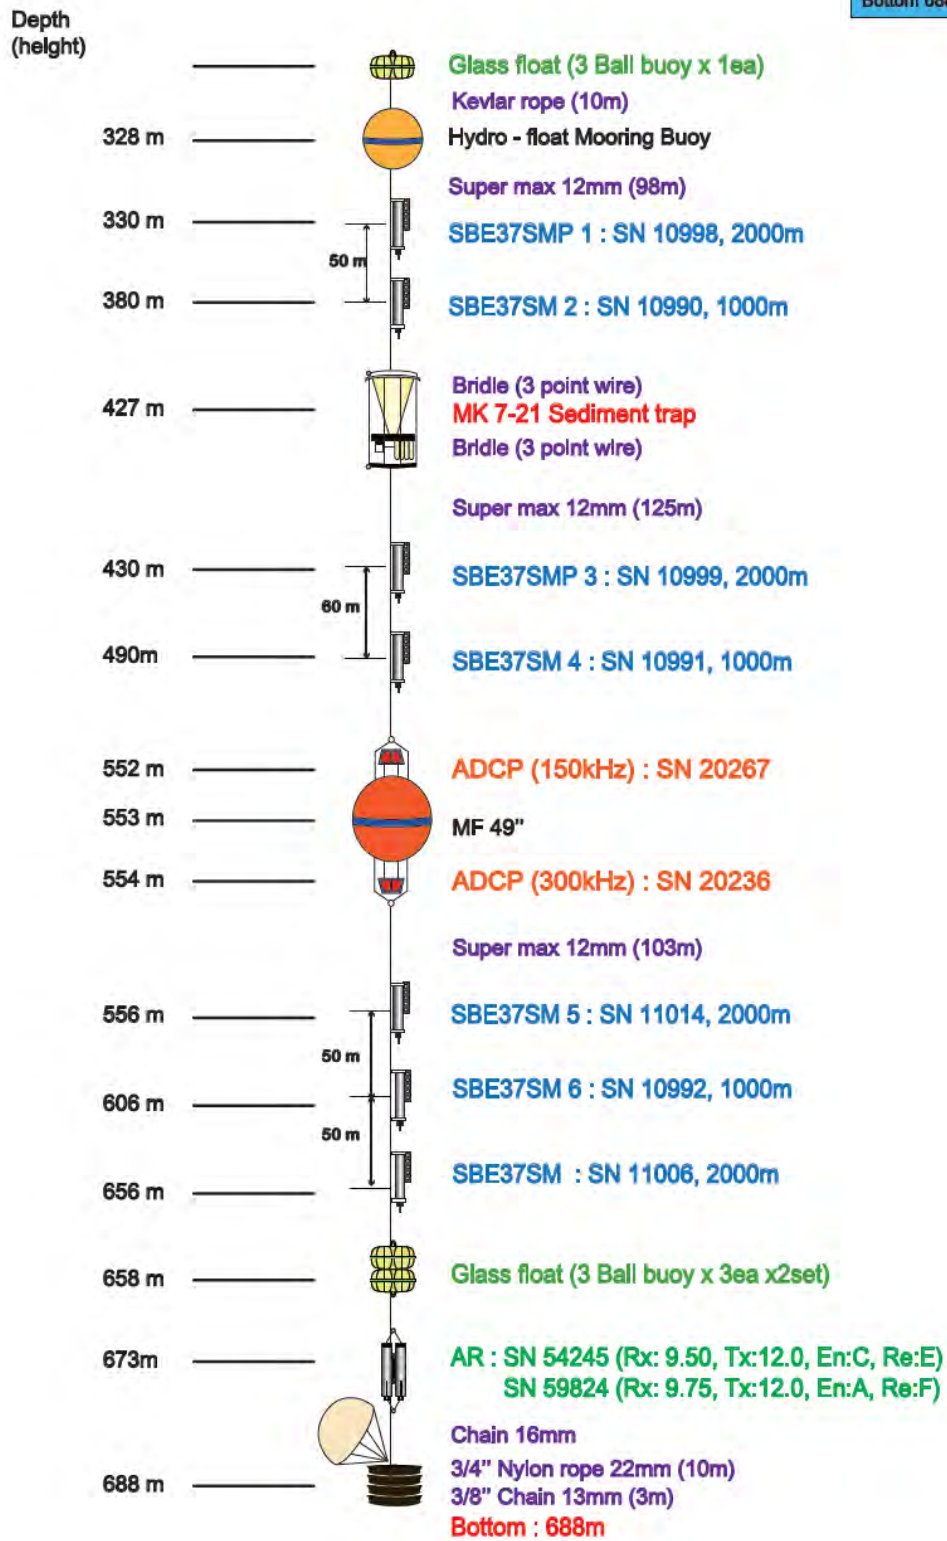 Depth
(height)
Glass float (3 Ball buoy x 1ea)
Kevlar rope (10m)
328 m
Hydro - float Mooring Buoy
Super max 12mm (98m)
330 m
SBE37SMP 1 : SN 10998, 2000m
50 m
380 m
SBE37SM 2 : SN 10990, 1000m
Bridle (3 point wire)
427 m
MK 7-21 Sediment trap
Bridle (3 point wire)
Super max 12mm (125m)
430 m
SBE37SMP 3 : SN 10999, 2000m
60 m
490m
SBE37SM 4 : SN 10991, 1000m
552 m
ADCP (150kHz) : SN 20267
553 m
MF 49"
554 m
ADCP (300kHz) : SN 20236
Super max 12mm (103m)
556 m
SBE37SM 5 : SN 11014, 2000m
50 m
606 m
SBE37SM 6 : SN 10992, 1000m
50 m
656 m
SBE37SM : SN 11006, 2000m
658 m
Glass float (3 Ball buoy x 3ea x2set)
673m
AR : SN 54245 (Rx: 9.50, Tx:12.0, En:C, Re:E)
SN 59824 (Rx: 9.75, Tx:12.0, En:A, Re:F)
Chain 16mm
3/4" Nylon rope 22mm (10m)
688 m
3/8" Chain 13mm (3m)
Bottom : 688m